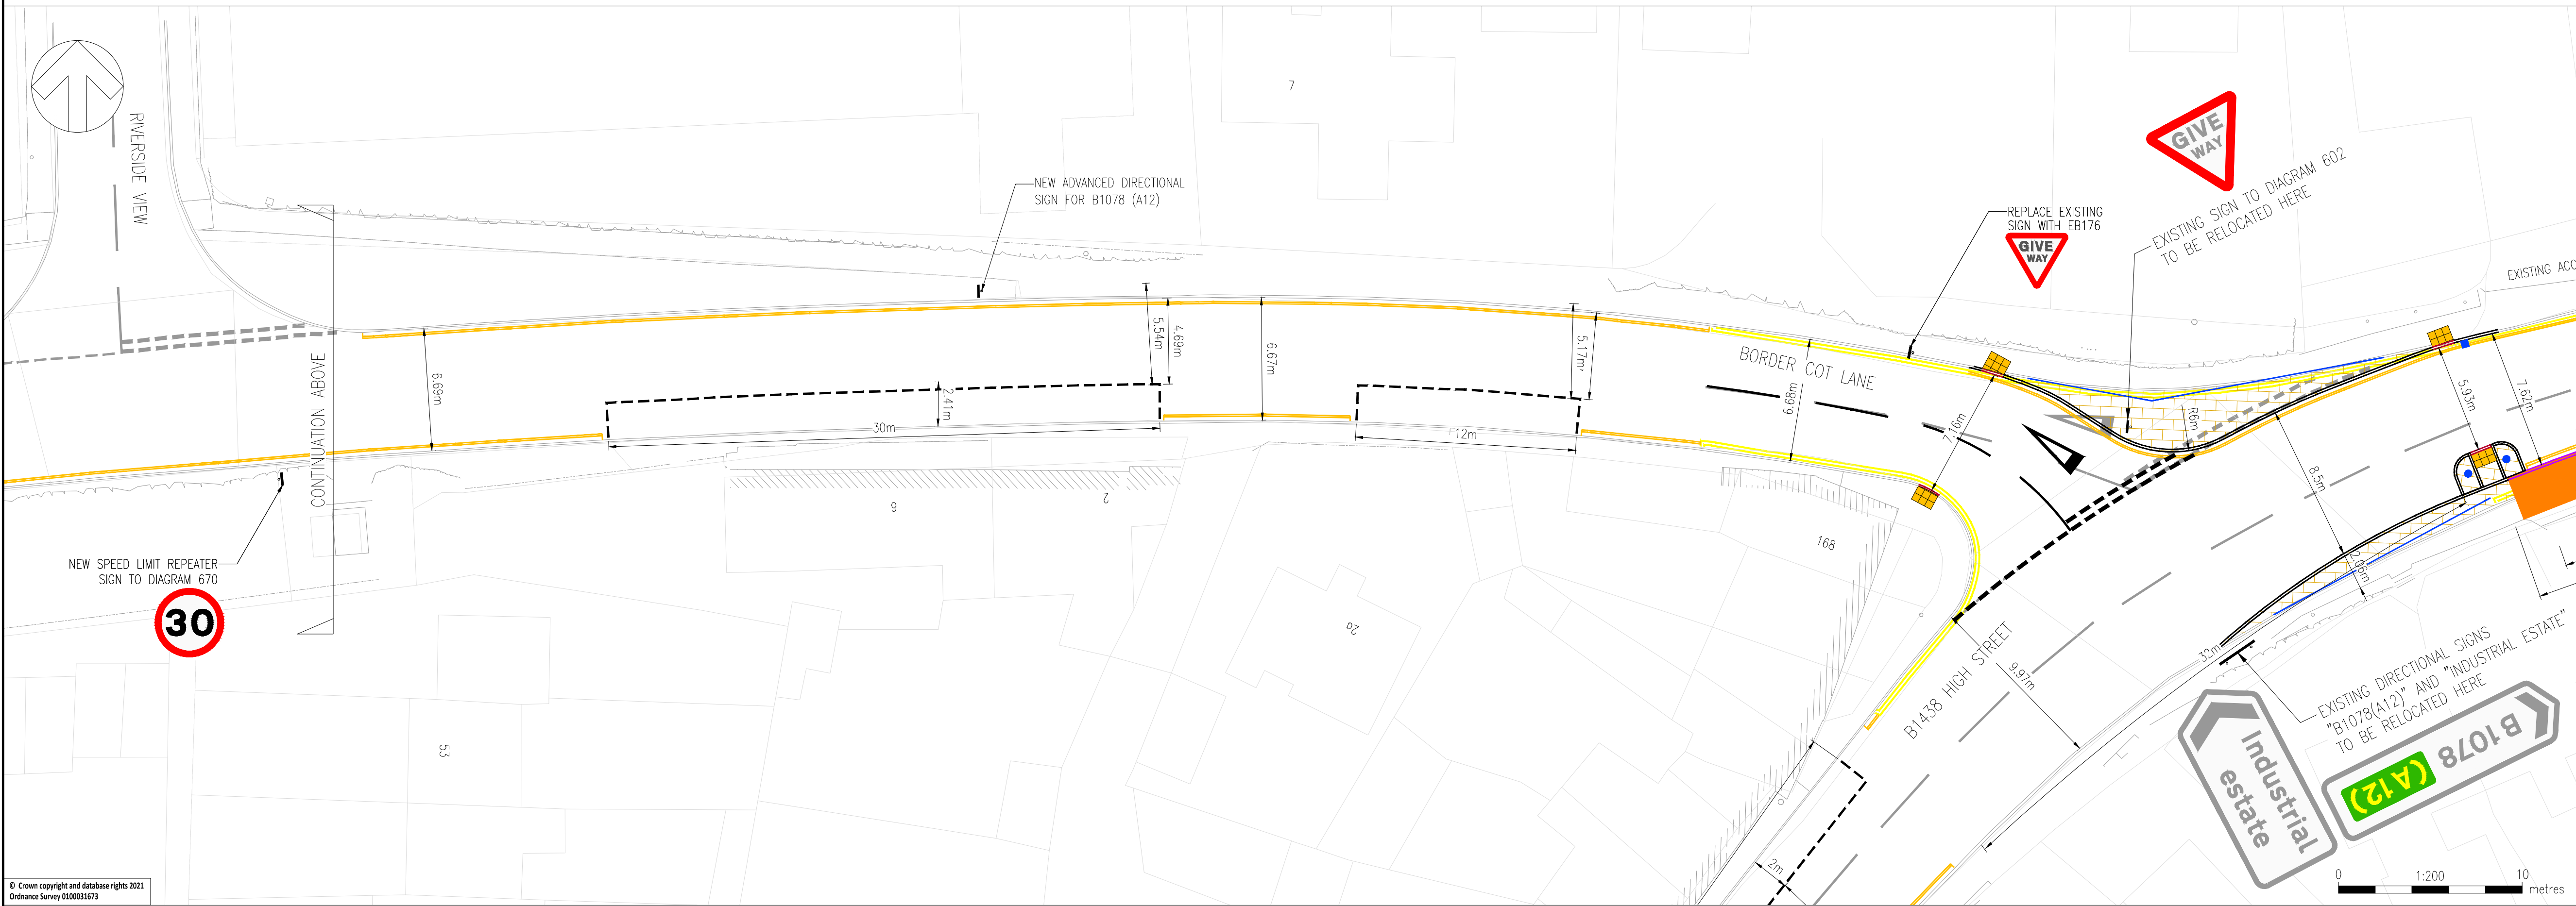 RIVERSIDE VIEW
7
NEW ADVANCED DIRECTIONAL
SIGN FOR B1078 (A12)
REPLACE EXISTING
SIGN WITH EB176
GIVE
WAY
GIVE
WAY
EXISTING SIGN TO DIAGRAM 602
TO BE RELOCATED HERE
EXISTING ACC
CONTINUATION ABOVE
6.69m
5.54m
4.69m
6.67m
2.41m
30m
12m
5.17m
BORDER COT LANE
6.68m
7.16m
R6m
5.93m
7.62m
8.5m
2.06m
NEW SPEED LIMIT REPEATER
SIGN TO DIAGRAM 670
30
9
2
168
2a
53
B1438 HIGH STREET
9.97m
32m
2m
EXISTING DIRECTIONAL SIGNS
"B1078(A12)" AND "INDUSTRIAL ESTATE"
TO BE RELOCATED HERE
Industrial
estate
B1078
(A12)
0 1:200 10
metres
© Crown copyright and database rights 2021
Ordnance Survey 0100031673